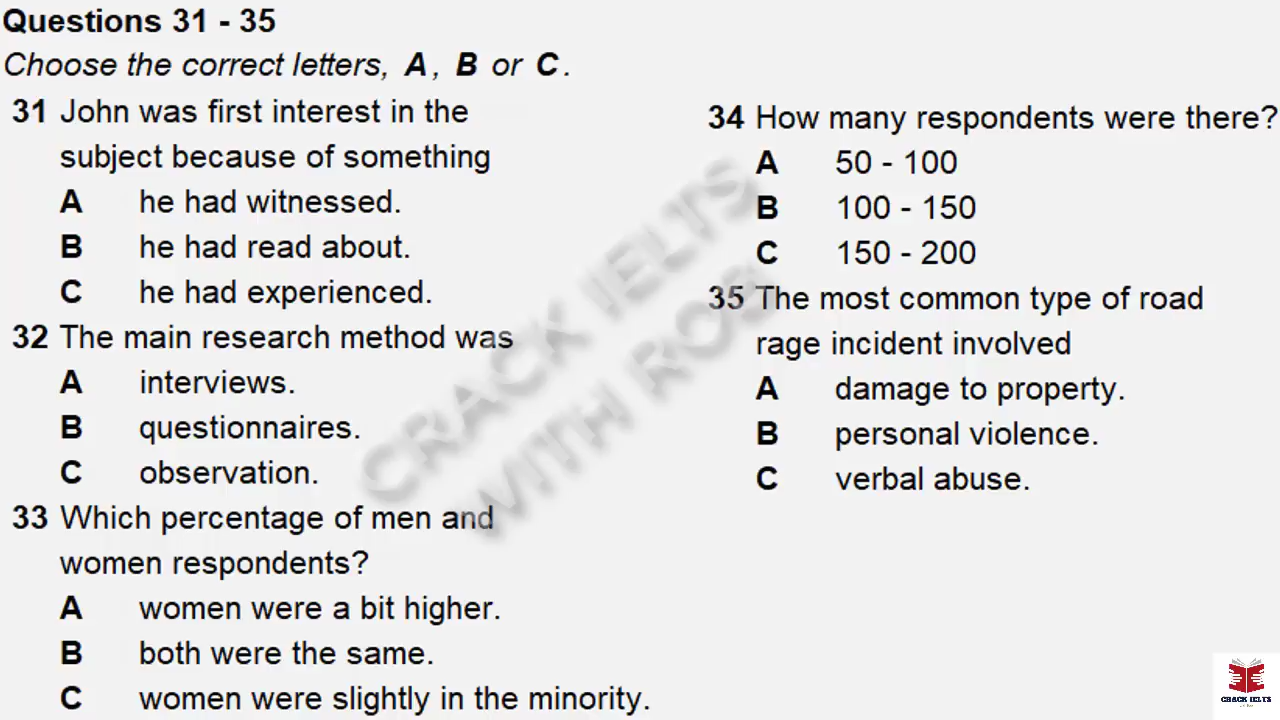 Questions 31 - 35
Choose the correct letters, A, B or C.
31 John was first interest in the
subject because of something
A he had witnessed.
B he had read about.
C he had experienced.
32 The main research method was
A interviews.
B questionnaires.
C observation.
33 Which percentage of men and
women respondents?
A women were a bit higher.
B both were the same.
C women were slightly in the minority.
34 How many respondents were there?
A 50 - 100
B 100 - 150
C 150 - 200
35 The most common type of road
rage incident involved
A damage to property.
B personal violence.
C verbal abuse.
CRACK IELTS
WITH ROS
CRACK IELTS